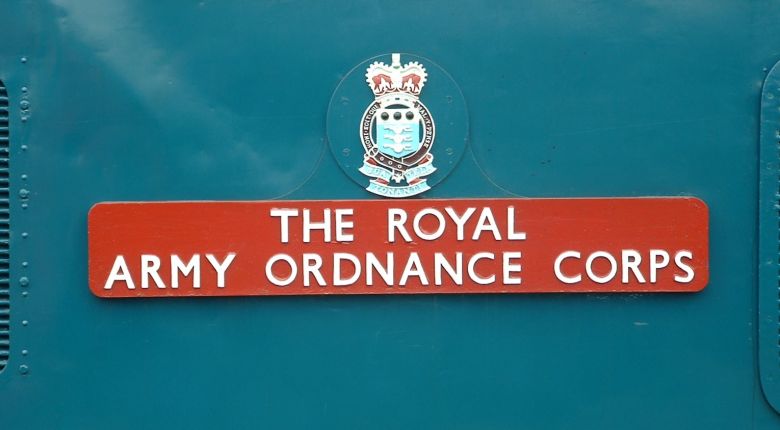 THE ROYAL
ARMY ORDNANCE CORPS